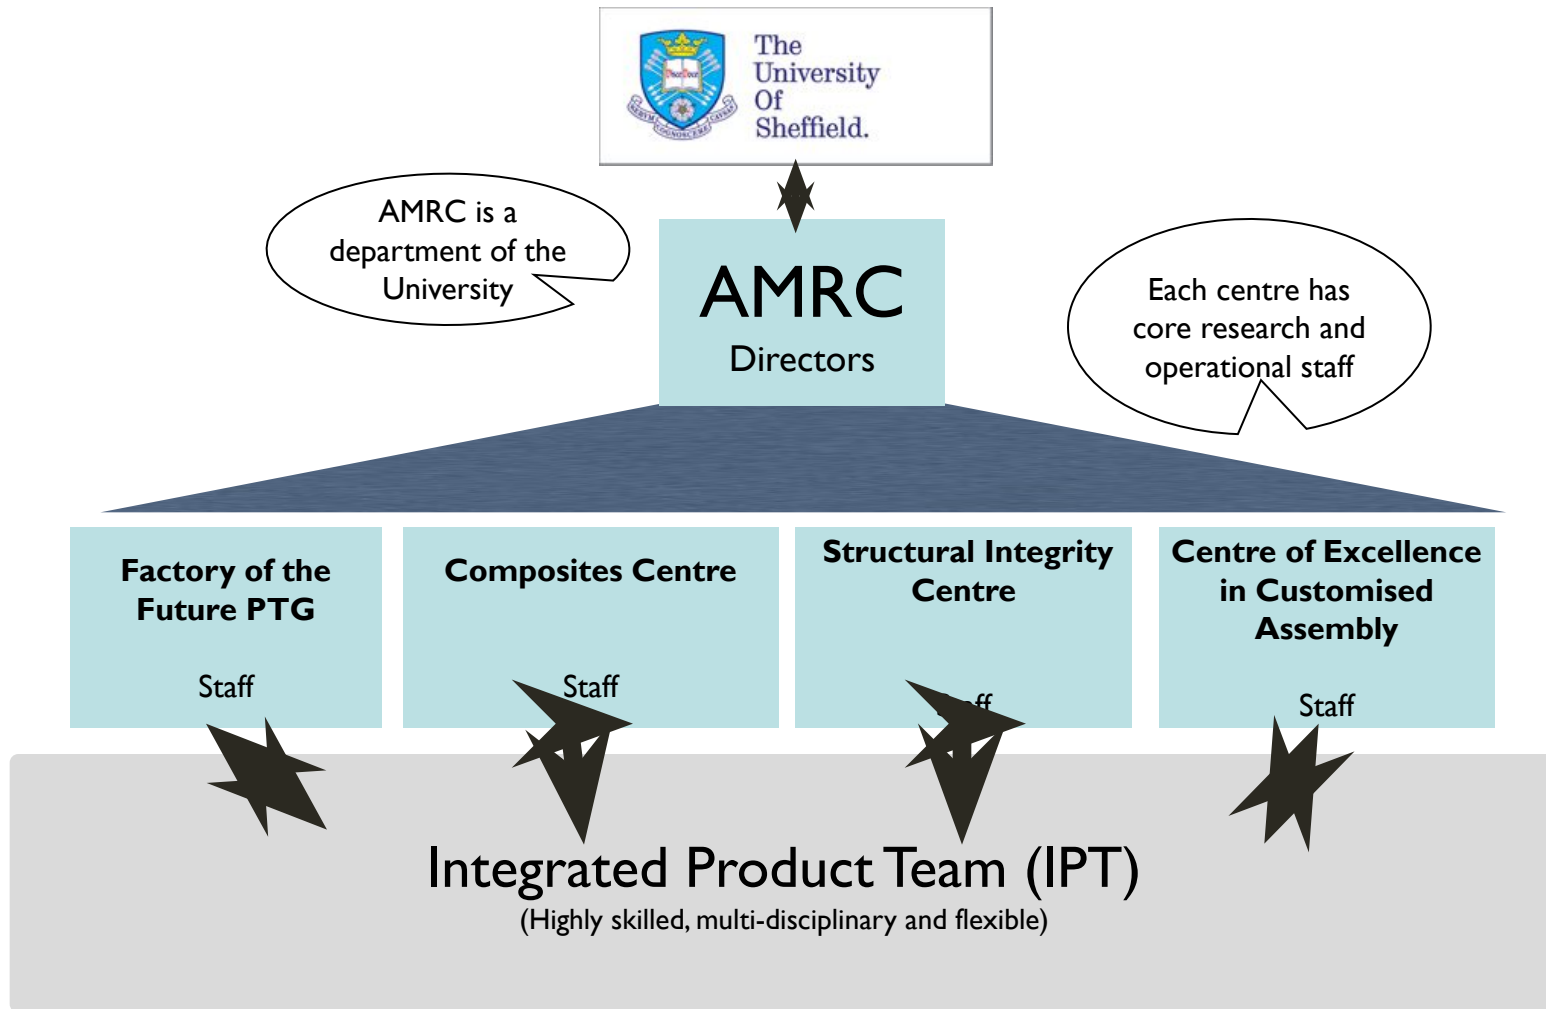 The
University
Of
Sheffield.
AMRC is a
department of the
University
AMRC
Directors
Each centre has
core research and
operational staff
Factory of the
Future PTG
Staff
Composites Centre
Staff
Structural Integrity
Centre
Staff
Centre of Excellence
in Customised
Assembly
Staff
Integrated Product Team (IPT)
(Highly skilled, multi-disciplinary and flexible)